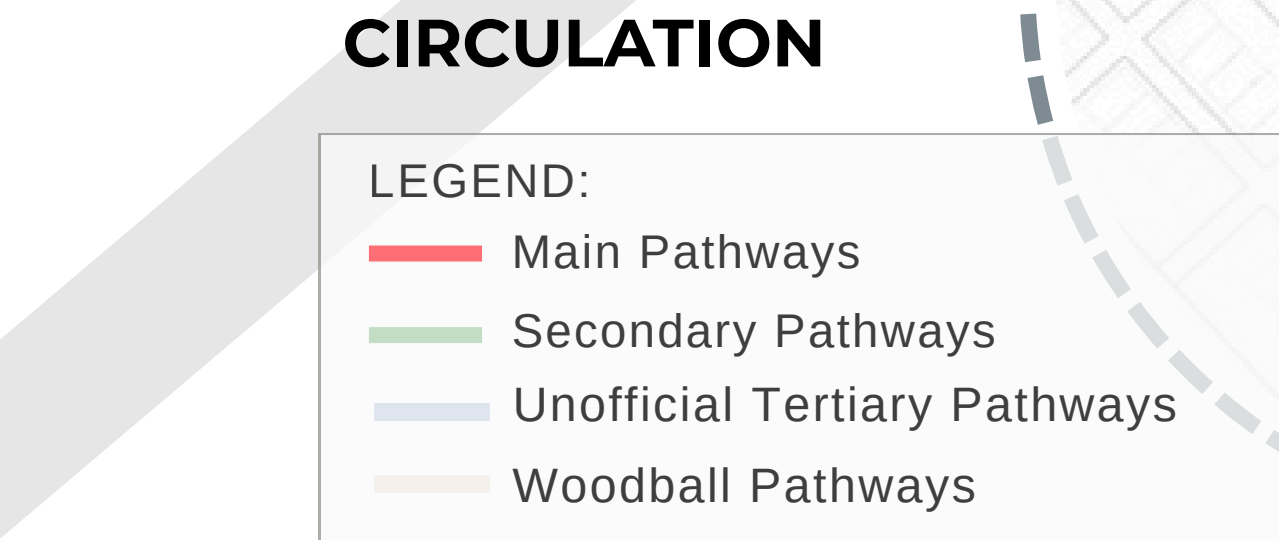 CIRCULATION
LEGEND:
Main Pathways
Secondary Pathways
Unofficial Tertiary Pathways
Woodball Pathways